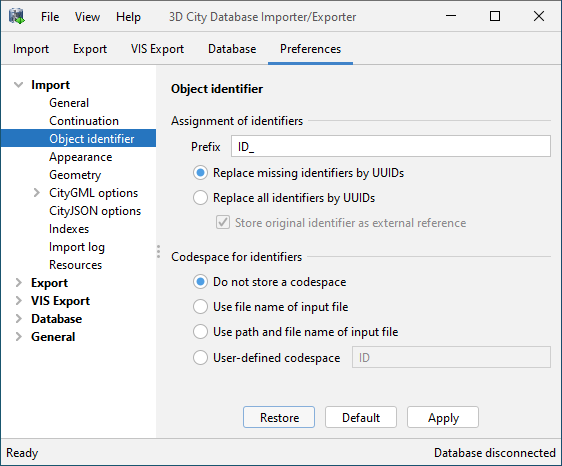 File View Help 3D City Database Importer/Exporter
Import Export VIS Export Database Preferences
Import
General
Continuation
Object identifier
Appearance
Geometry
CityGML options
CityJSON options
Indexes
Import log
Resources
Export
VIS Export
Database
General
Object identifier
Assignment of identifiers
Prefix ID_
Replace missing identifiers by UUIDs
Replace all identifiers by UUIDs
Store original identifier as external reference
Codespace for identifiers
Do not store a codespace
Use file name of input file
Use path and file name of input file
User-defined codespace ID
Restore Default Apply
Ready Database disconnected